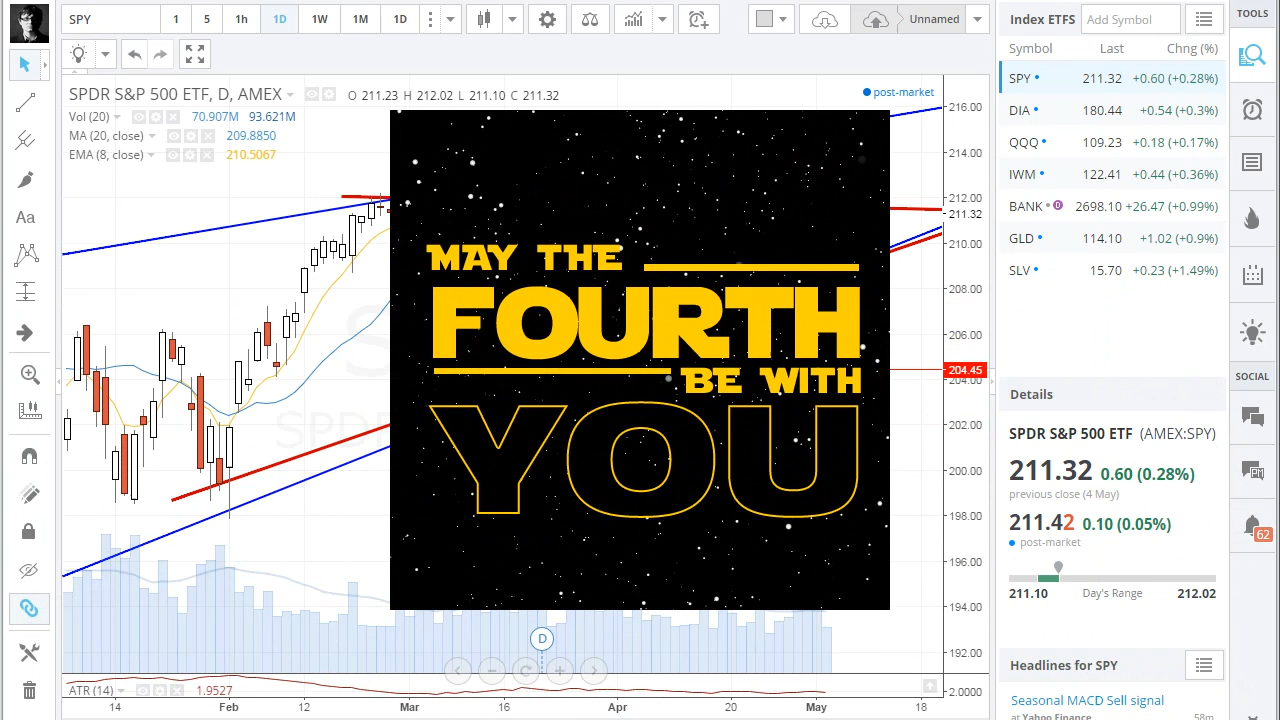 SPY
1 5 1h 1D 1W 1M 1D
Unnamed
Index ETFS
Add Symbol
TOOLS
Symbol Last Chng (%)
SPY 211.32 +0.60 (+0.28%)
DIA 180.44 +0.54 (+0.3%)
QQQ 109.23 +0.18 (+0.17%)
IWM 122.41 +0.44 (+0.36%)
BANK D 2698.10 +26.47 (+0.99%)
GLD 114.10 +1.02 (+0.9%)
SLV 15.70 +0.23 (+1.49%)
SPDR S&P 500 ETF, D, AMEX
O 211.23 H 212.02 L 211.10 C 211.32
post-market
Vol (20) 70.907M 93.621M
MA (20, close) 209.8850
EMA (8, close) 210.5067
Aa
MAY THE
FOURTH
BE WITH
YOU
216.00
214.00
212.00
211.32
210.00
208.00
206.00
204.45
204.00
202.00
200.00
198.00
196.00
194.00
192.00
2.0000
D
ATR (14) 1.9527
14 Feb 12 Mar 16 Apr 20 May 18
SOCIAL
62
Details
SPDR S&P 500 ETF (AMEX:SPY)
211.32 0.60 (0.28%)
previous close (4 May)
211.42 0.10 (0.05%)
post-market
211.10 Day's Range 212.02
Headlines for SPY
Seasonal MACD Sell signal
at Yahoo Finance 58m